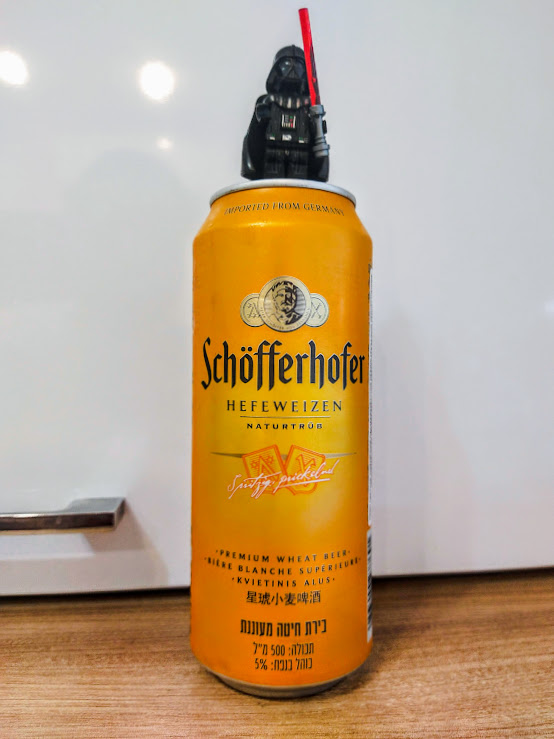 IMPORTED FROM GERMANY
Schöfferhofer
HEFEWEIZEN
NATURTRÜB
Spritzig, prickelnd
•PREMIUM WHEAT BEER•
•BIÈRE BLANCHE SUPÉRIEURE•
•KVIETINIS ALUS•
星琥小麦啤酒
בירת חיטה מעוננת
תכולה: 500 מ"ל
כוהל בנפח: 5%